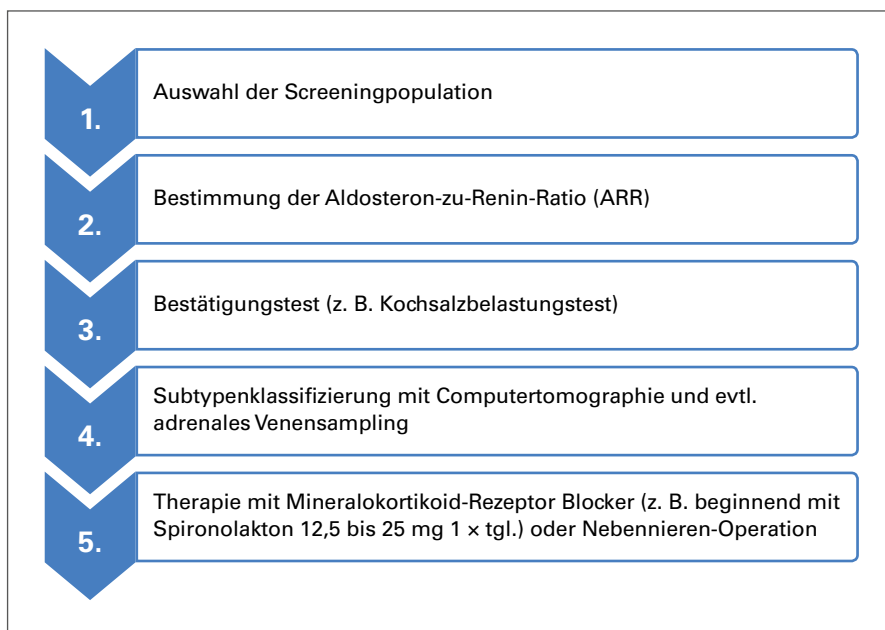 1.
Auswahl der Screeningpopulation
2.
Bestimmung der Aldosteron-zu-Renin-Ratio (ARR)
3.
Bestätigungstest (z. B. Kochsalzbelastungstest)
4.
Subtypenklassifizierung mit Computertomographie und evtl.
adrenales Venensampling
5.
Therapie mit Mineralokortikoid-Rezeptor Blocker (z. B. beginnend mit
Spironolakton 12,5 bis 25 mg 1 × tgl.) oder Nebennieren-Operation